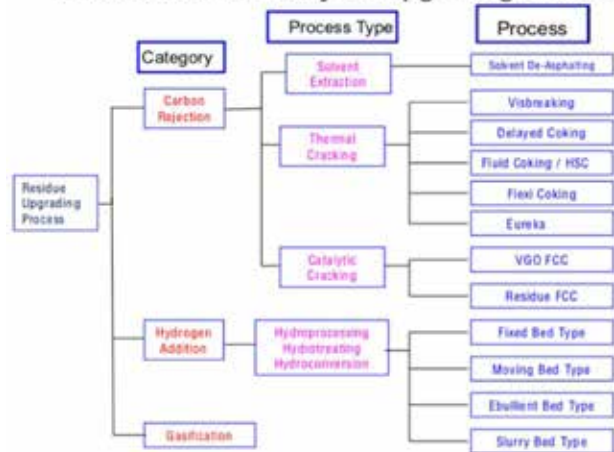 Category
Process Type
Process
Residue
Upgrading
Process
Carbon
Rejection
Solvent
Extraction
Solvent De-Asphalting
Thermal
Cracking
Visbreaking
Delayed Coking
Fluid Coking / HSC
Flexi Coking
Eureka
Catalytic
Cracking
VGO FCC
Residue FCC
Hydrogen
Addition
Hydroprocessing
Hydrotreating
Hydroconversion
Fixed Bed Type
Moving Bed Type
Ebullient Bed Type
Slurry Bed Type
Gasification